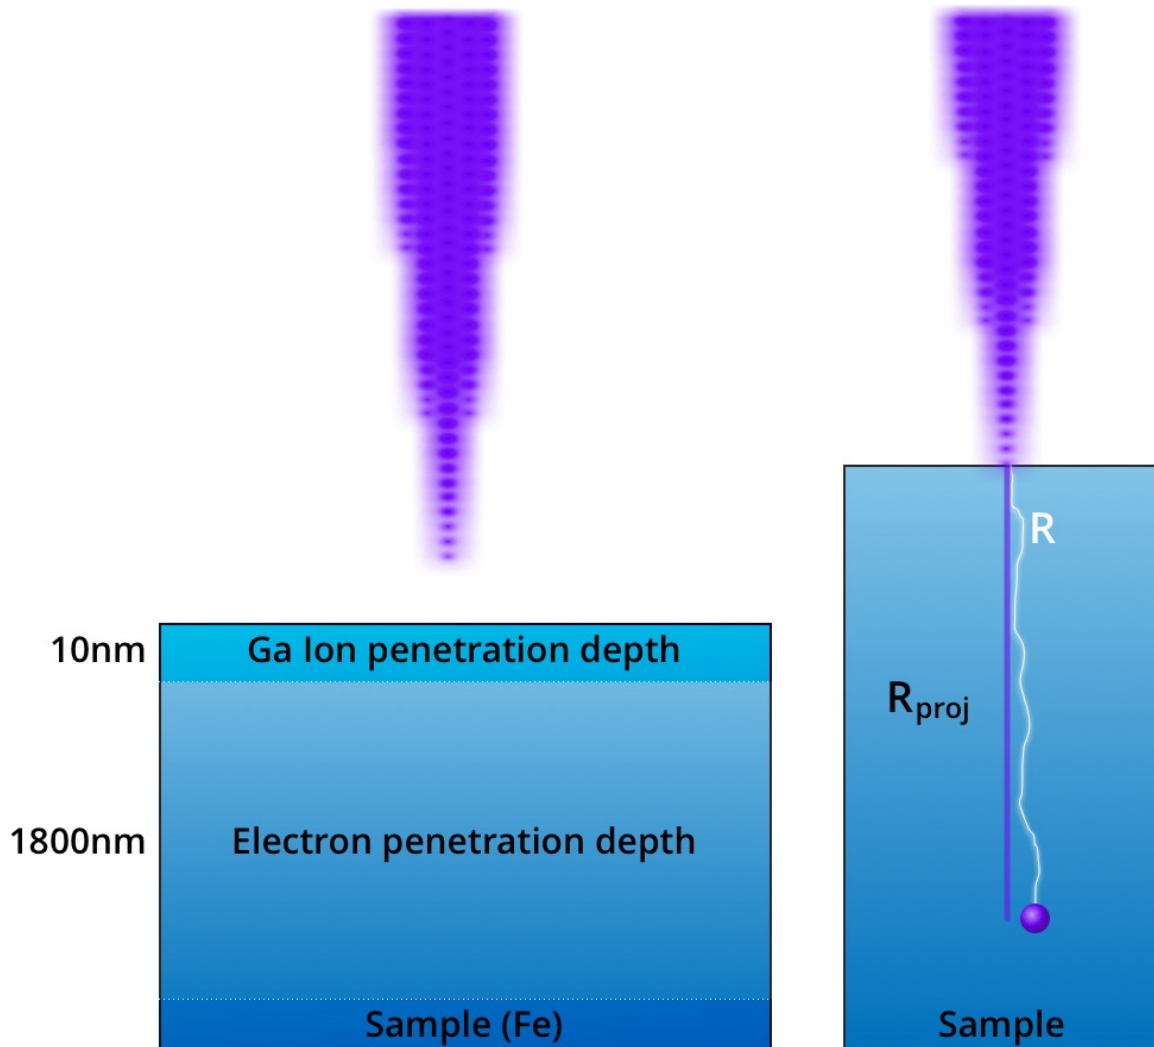 10nm
Ga Ion penetration depth
1800nm
Electron penetration depth
Sample (Fe)
R
Rproj
Sample